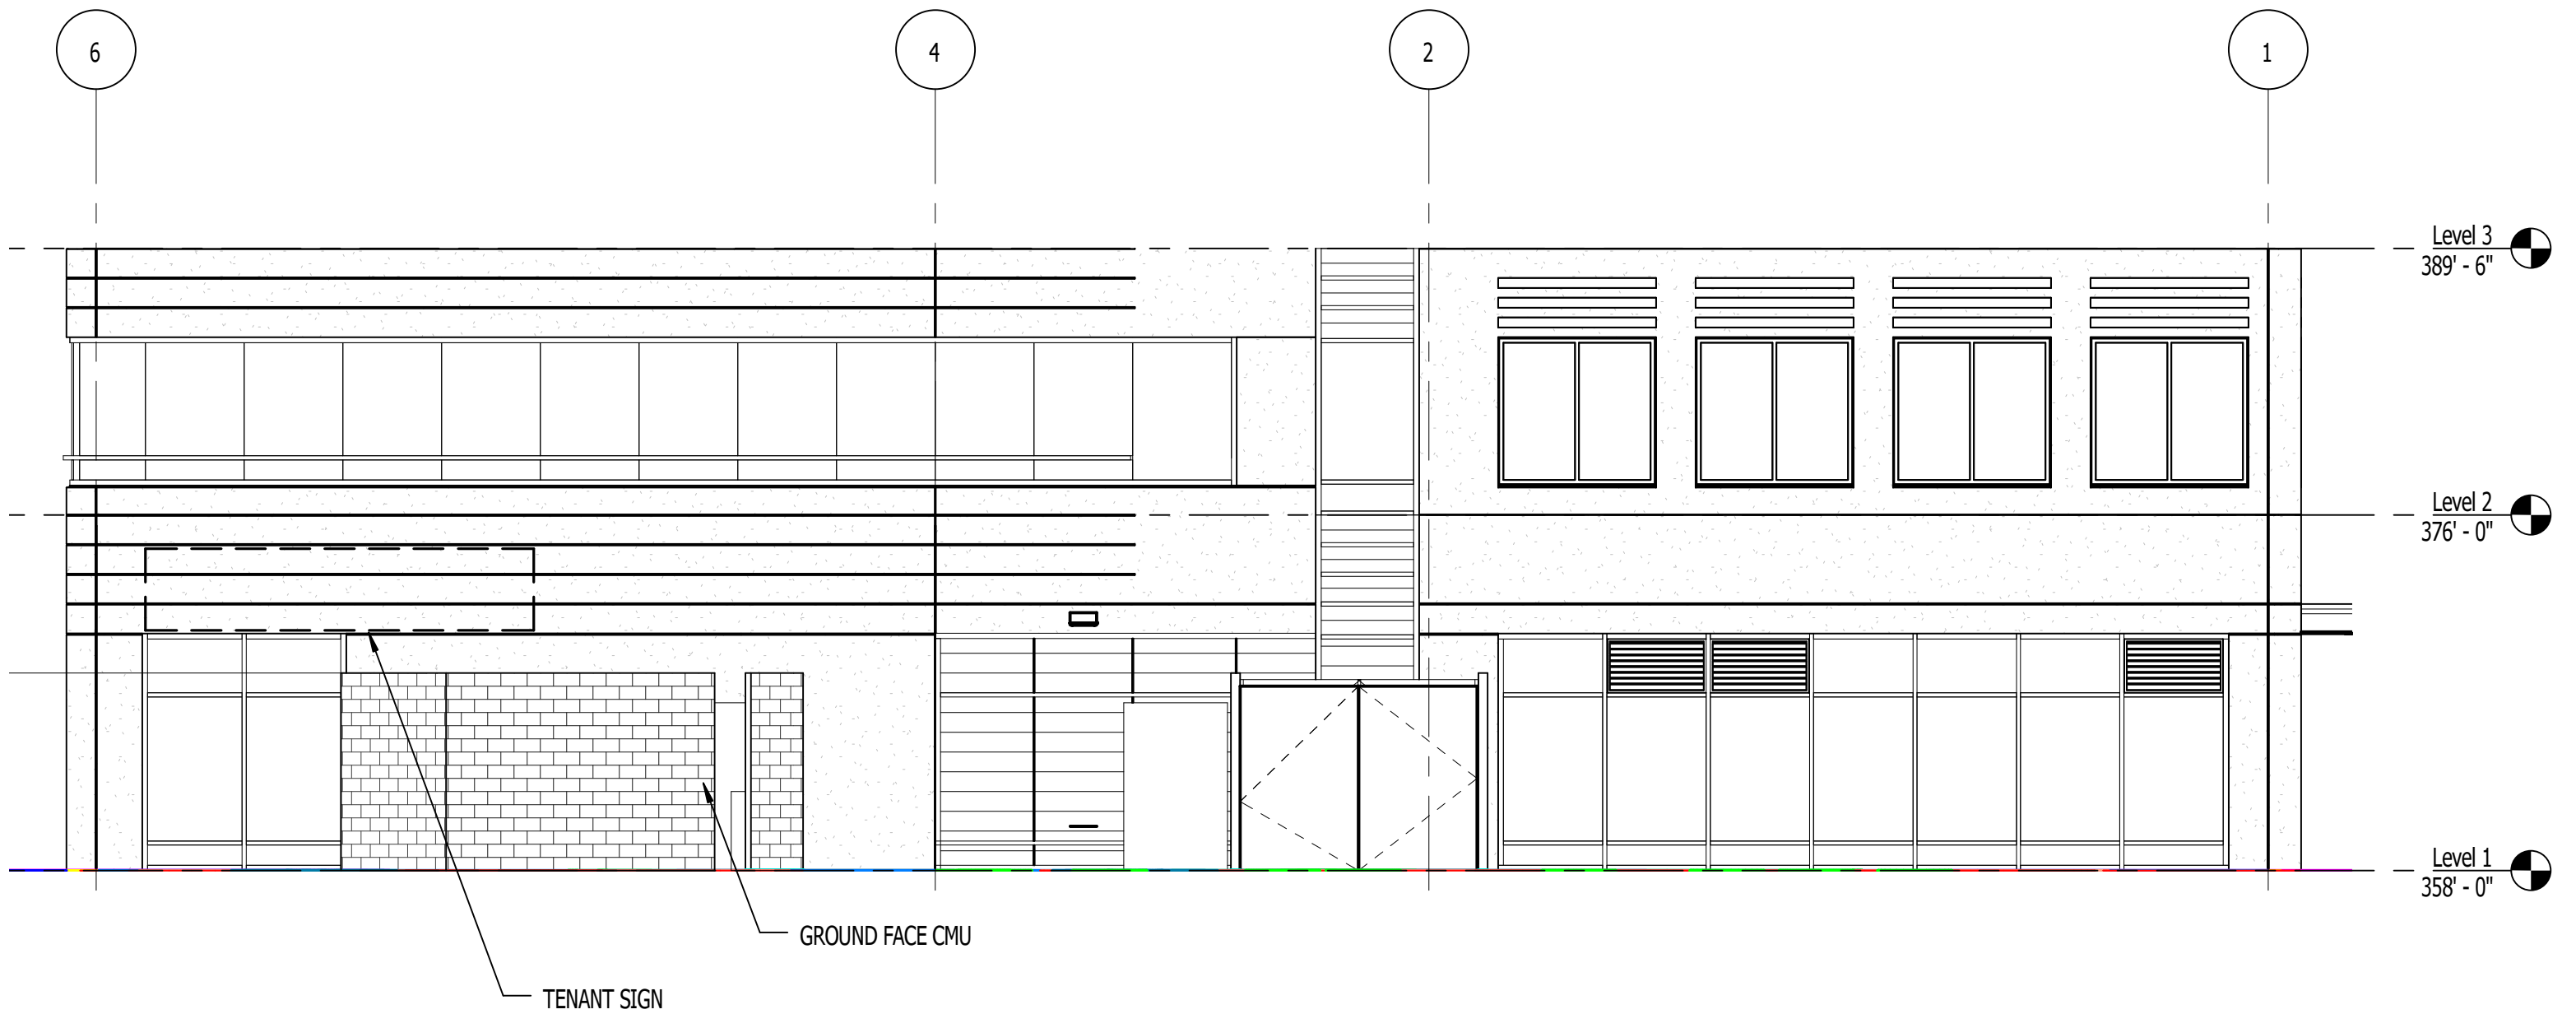 6
4
2
1
Level 3
389' - 6"
Level 2
376' - 0"
Level 1
358' - 0"
GROUND FACE CMU
TENANT SIGN